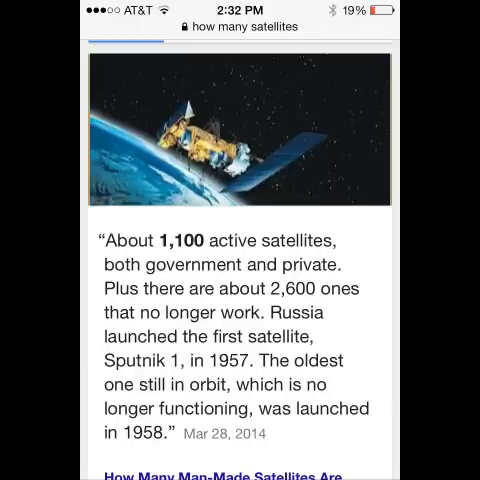 AT&T 2:32 PM 19%
how many satellites
“About 1,100 active satellites,
both government and private.
Plus there are about 2,600 ones
that no longer work. Russia
launched the first satellite,
Sputnik 1, in 1957. The oldest
one still in orbit, which is no
longer functioning, was launched
in 1958.” Mar 28, 2014
How Many Man-Made Satellites Are